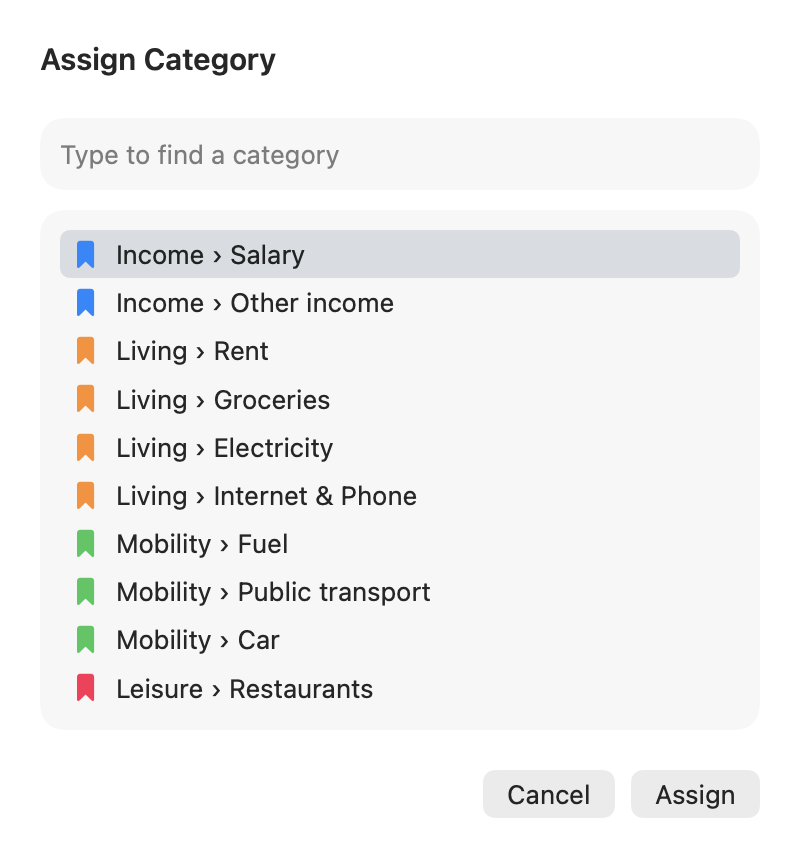 Assign Category
Type to find a category
Income › Salary
Income › Other income
Living › Rent
Living › Groceries
Living › Electricity
Living › Internet & Phone
Mobility › Fuel
Mobility › Public transport
Mobility › Car
Leisure › Restaurants
Cancel Assign